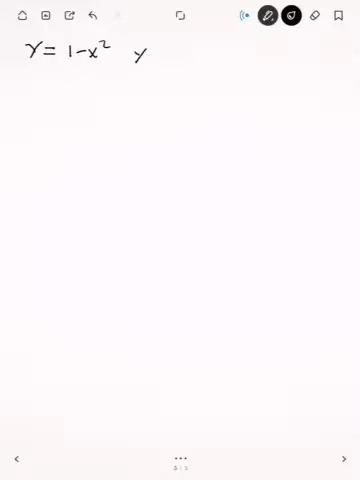 y = 1 - x² y